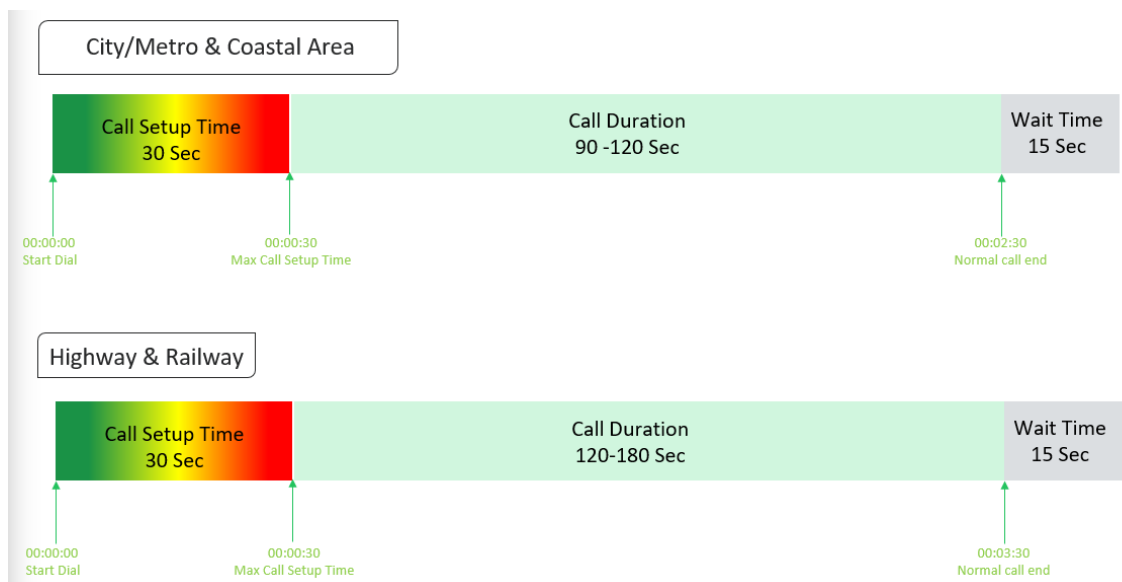 City/Metro & Coastal Area
Call Setup Time
30 Sec
Call Duration
90 -120 Sec
Wait Time
15 Sec
00:00:00
Start Dial
00:00:30
Max Call Setup Time
00:02:30
Normal call end
Highway & Railway
Call Setup Time
30 Sec
Call Duration
120-180 Sec
Wait Time
15 Sec
00:00:00
Start Dial
00:00:30
Max Call Setup Time
00:03:30
Normal call end